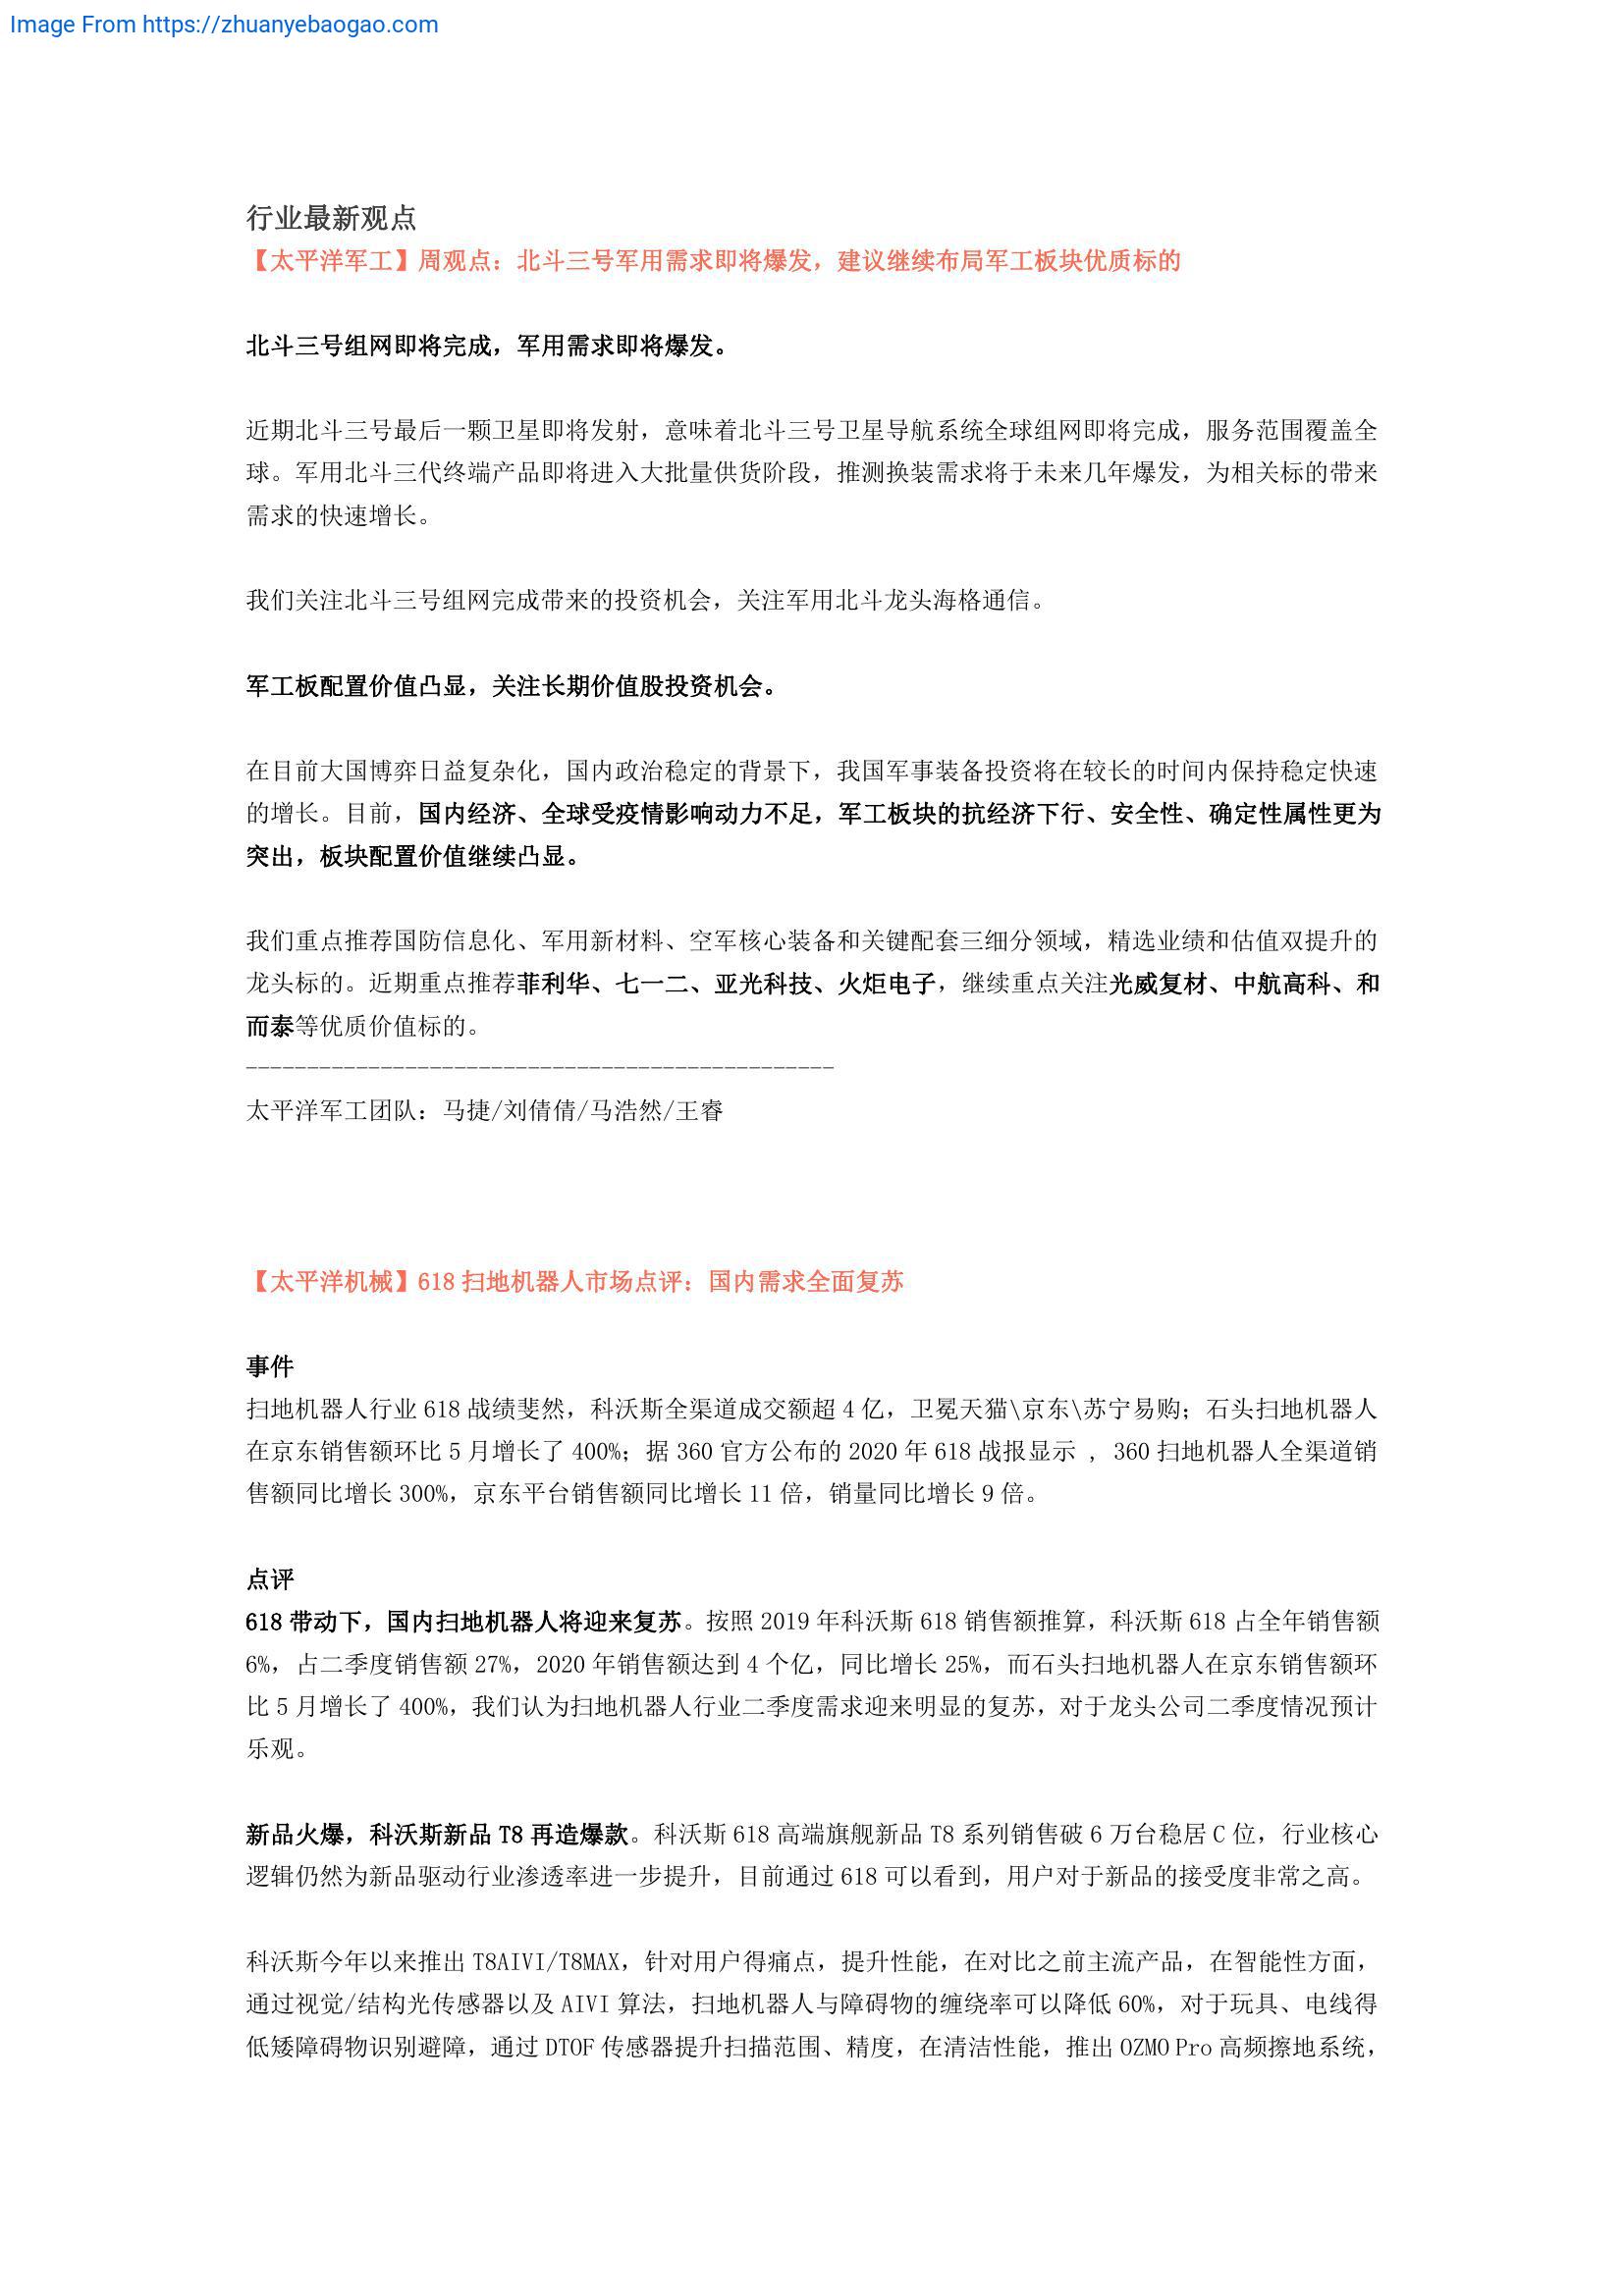 Image From https://zhuanyebaogao.com
行业最新观点
【太平洋军工】周观点：北斗三号军用需求即将爆发，建议继续布局军工板块优质标的
北斗三号组网即将完成，军用需求即将爆发。
近期北斗三号最后一颗卫星即将发射，意味着北斗三号卫星导航系统全球组网即将完成，服务范围覆盖全
球。军用北斗三代终端产品即将进入大批量供货阶段，推测换装需求将于未来几年爆发，为相关标的带来
需求的快速增长。
我们关注北斗三号组网完成带来的投资机会，关注军用北斗龙头海格通信。
军工板配置价值凸显，关注长期价值股投资机会。
在目前大国博弈日益复杂化，国内政治稳定的背景下，我国军事装备投资将在较长的时间内保持稳定快速
的增长。目前，国内经济、全球受疫情影响动力不足，军工板块的抗经济下行、安全性、确定性属性更为
突出，板块配置价值继续凸显。
我们重点推荐国防信息化、军用新材料、空军核心装备和关键配套三细分领域，精选业绩和估值双提升的
龙头标的。近期重点推荐菲利华、七一二、亚光科技、火炬电子，继续重点关注光威复材、中航高科、和
而泰等优质价值标的。
------------------------------------------------
太平洋军工团队：马捷/刘倩倩/马浩然/王睿
【太平洋机械】618 扫地机器人市场点评：国内需求全面复苏
事件
扫地机器人行业 618 战绩斐然，科沃斯全渠道成交额超 4 亿，卫冕天猫\京东\苏宁易购；石头扫地机器人
在京东销售额环比 5 月增长了 400%；据 360 官方公布的 2020 年 618 战报显示 ，360 扫地机器人全渠道销
售额同比增长 300%，京东平台销售额同比增长 11 倍，销量同比增长 9 倍。
点评
618 带动下，国内扫地机器人将迎来复苏。按照 2019 年科沃斯 618 销售额推算，科沃斯 618 占全年销售额
6%，占二季度销售额 27%，2020 年销售额达到 4 个亿，同比增长 25%，而石头扫地机器人在京东销售额环
比 5 月增长了 400%，我们认为扫地机器人行业二季度需求迎来明显的复苏，对于龙头公司二季度情况预计
乐观。
新品火爆，科沃斯新品 T8 再造爆款。科沃斯 618 高端旗舰新品 T8 系列销售破 6 万台稳居 C 位，行业核心
逻辑仍然为新品驱动行业渗透率进一步提升，目前通过 618 可以看到，用户对于新品的接受度非常之高。
科沃斯今年以来推出 T8AIVI/T8MAX，针对用户得痛点，提升性能，在对比之前主流产品，在智能性方面，
通过视觉/结构光传感器以及 AIVI 算法，扫地机器人与障碍物的缠绕率可以降低 60%，对于玩具、电线得
低矮障碍物识别避障，通过 DTOF 传感器提升扫描范围、精度，在清洁性能，推出 OZMO Pro 高频擦地系统，